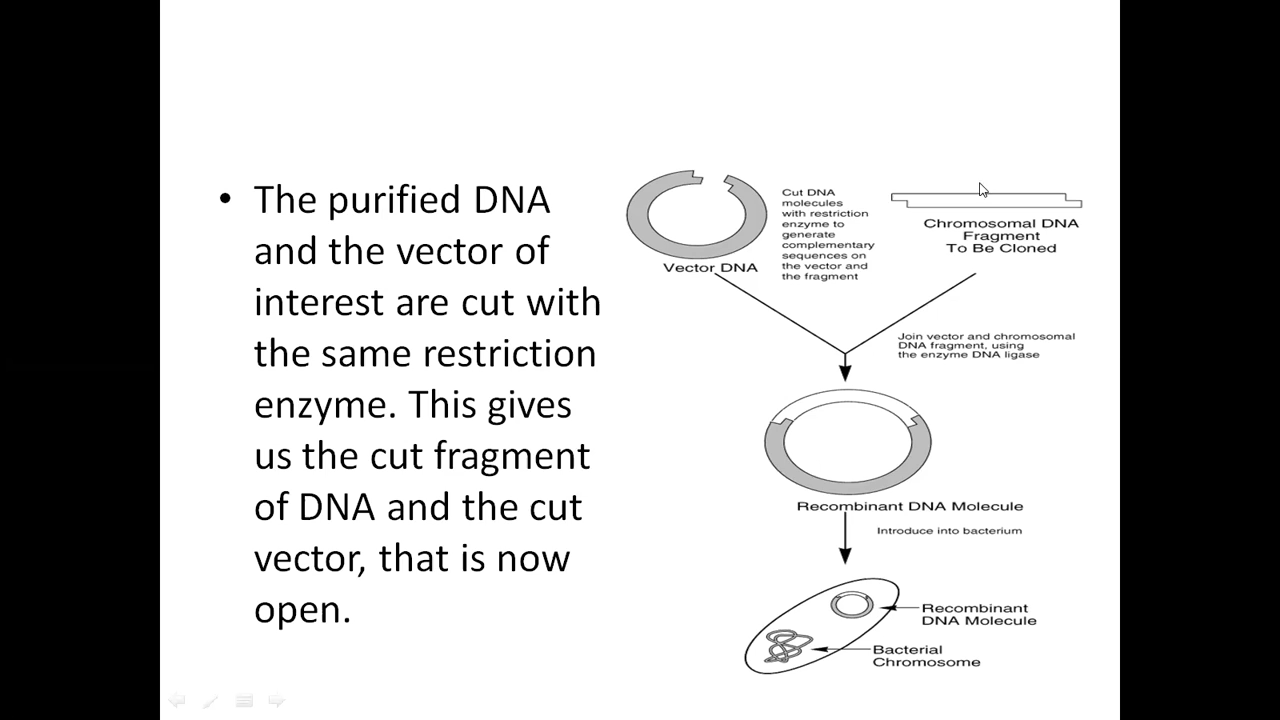 • The purified DNA
and the vector of
interest are cut with
the same restriction
enzyme. This gives
us the cut fragment
of DNA and the cut
vector, that is now
open.
Vector DNA
Cut DNA
molecules
with restriction
enzyme to
generate
complementary
sequences on
the vector and
the fragment
Chromosomal DNA
Fragment
To Be Cloned
Join vector and chromosomal
DNA fragment, using
the enzyme DNA ligase
Recombinant DNA Molecule
Introduce into bacterium
Recombinant
DNA Molecule
Bacterial
Chromosome